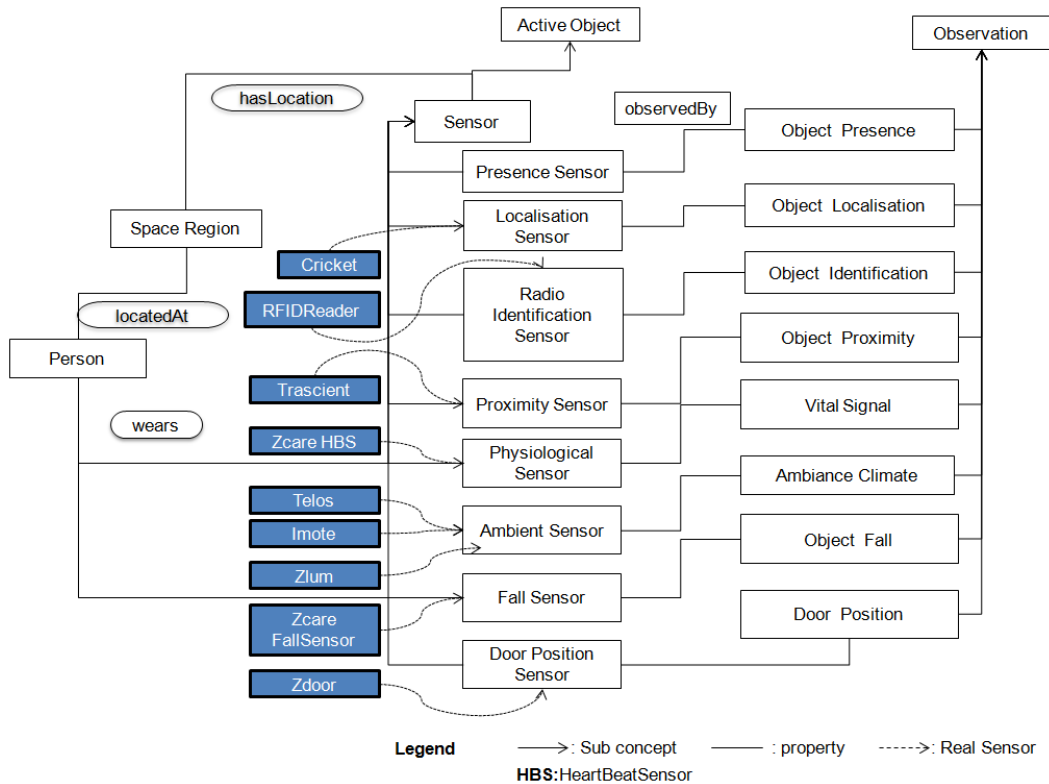 Active Object
Observation
hasLocation
observedBy
Sensor
Object Presence
Presence Sensor
Localisation
Sensor
Object Localisation
Space Region
Cricket
Object Identification
RFIDReader
Radio
Identification
Sensor
locatedAt
Object Proximity
Person
Trascient
Proximity Sensor
Vital Signal
wears
Zcare HBS
Physiological
Sensor
Ambiance Climate
Telos
Imote
Ambient Sensor
Object Fall
Zlum
Fall Sensor
Zcare
FallSensor
Door Position
Door Position
Sensor
Zdoor
Legend
: Sub concept
: property
: Real Sensor
HBS:HeartBeatSensor